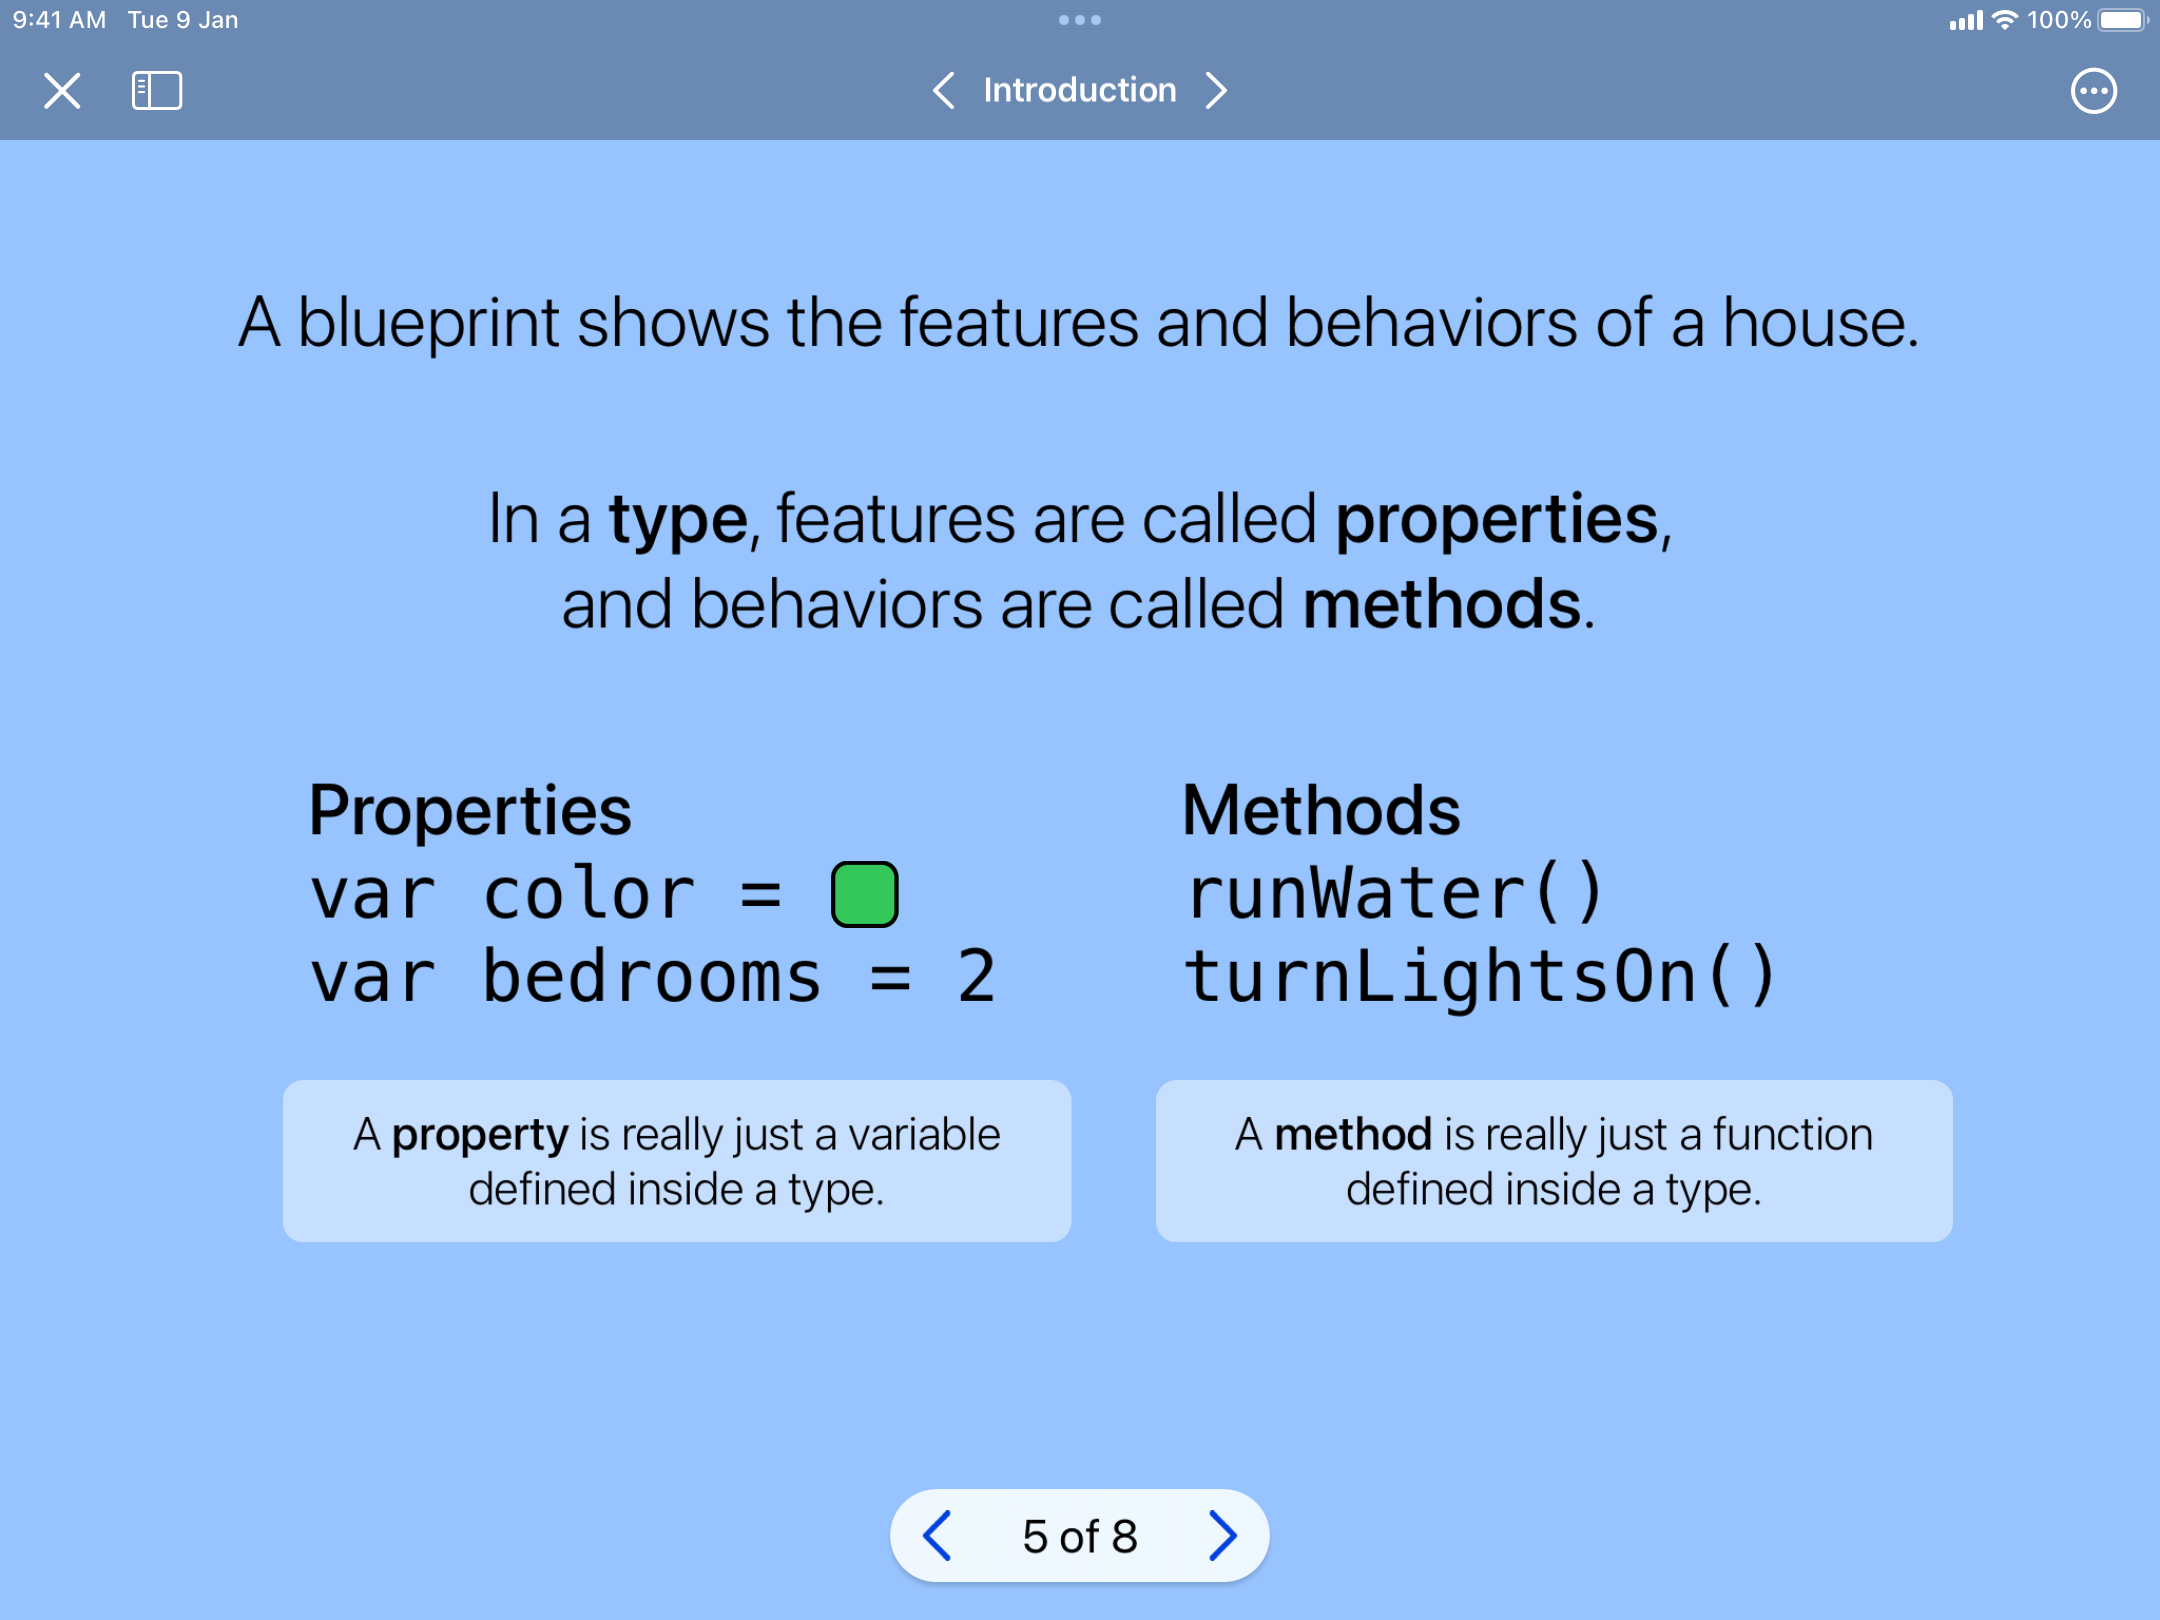 9:41 AM Tue 9 Jan
100%
Introduction
A blueprint shows the features and behaviors of a house.
In a type, features are called properties,
and behaviors are called methods.
Properties
var color =
var bedrooms = 2
Methods
runWater()
turnLightsOn()
A property is really just a variable
defined inside a type.
A method is really just a function
defined inside a type.
5 of 8